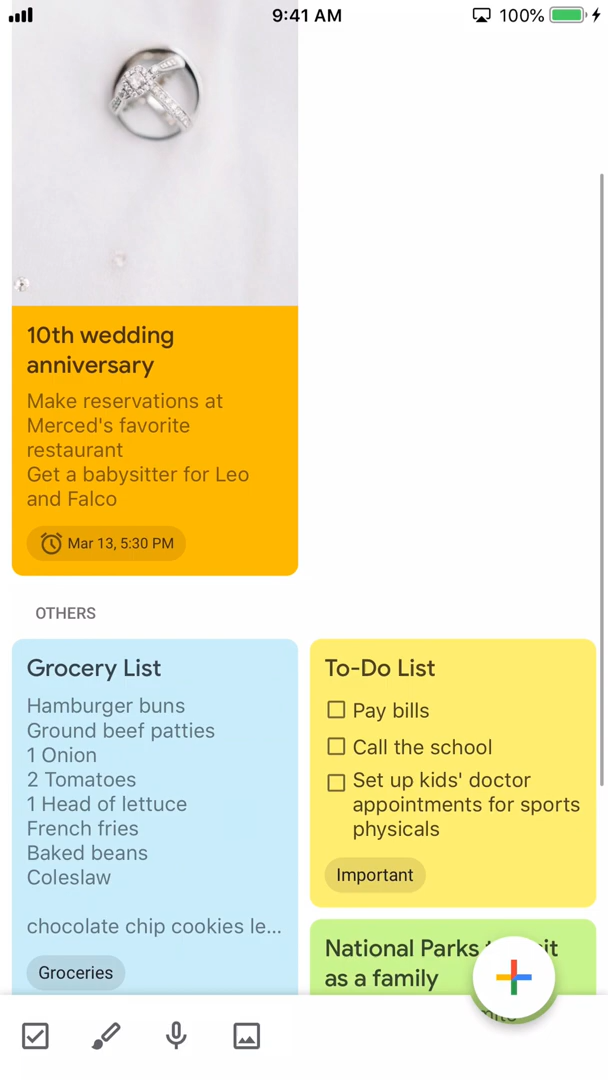 9:41 AM
100%
10th wedding
anniversary
Make reservations at
Merced's favorite
restaurant
Get a babysitter for Leo
and Falco
Mar 13, 5:30 PM
OTHERS
Grocery List
Hamburger buns
Ground beef patties
1 Onion
2 Tomatoes
1 Head of lettuce
French fries
Baked beans
Coleslaw
chocolate chip cookies le...
Groceries
To-Do List
Pay bills
Call the school
Set up kids' doctor
appointments for sports
physicals
Important
National Parks
as a family